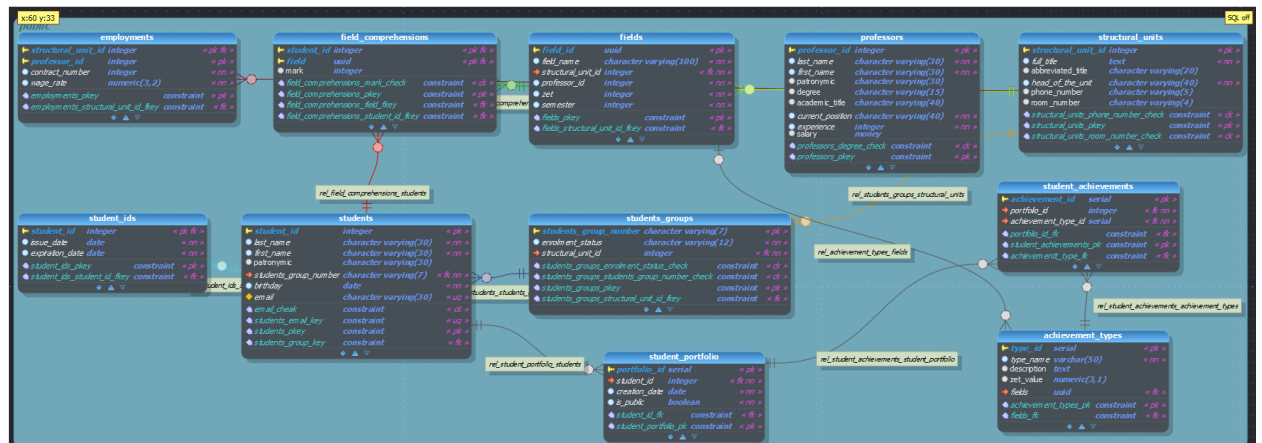 x:60 y:33
SQL off
public
employments
structural_unit_id integer « pk fk »
professor_id integer « pk »
contract_number integer « nn »
wage_rate numeric(3,2) « nn »
employments_pkey constraint « pk »
employments_structural_unit_id_fkey constraint « fk »
field_comprehensions
student_id integer « pk fk »
field uuid « pk fk »
mark integer
field_comprehensions_mark_check constraint « ck »
field_comprehensions_pkey constraint « pk »
field_comprehensions_field_fkey constraint « fk »
field_comprehensions_student_id_fkey constraint « fk »
fields
field_id uuid « pk »
field_name character varying(100) « nn »
structural_unit_id integer « fk nn »
professor_id integer « nn »
zet integer « nn »
semester integer « nn »
fields_pkey constraint « pk »
fields_structural_unit_id_fkey constraint « fk »
professors
professor_id integer « pk »
last_name character varying(30) « nn »
first_name character varying(30) « nn »
patronymic character varying(30)
degree character varying(15)
academic_title character varying(40)
current_position character varying(40) « nn »
experience integer « nn »
salary money
professors_degree_check constraint « ck »
professors_pkey constraint « pk »
structural_units
structural_unit_id integer « pk »
full_title text « nn »
abbreviated_title character varying(20)
head_of_the_unit character varying(40) « nn »
phone_number character varying(5)
room_number character varying(4)
structural_units_phone_number_check constraint « ck »
structural_units_pkey constraint « pk »
structural_units_room_number_check constraint « ck »
rel_field_comprehensions_students
rel_students_groups_structural_units
student_ids
student_id integer « pk fk »
issue_date date « nn »
expiration_date date « nn »
student_ids_pkey constraint « pk »
student_ids_student_id_fkey constraint « fk »
students
student_id integer « pk »
last_name character varying(30) « nn »
first_name character varying(30) « nn »
patronymic character varying(30)
students_group_number character varying(7) « fk nn »
birthday date « nn »
email character varying(30) « uq »
email_cheak constraint « ck »
students_email_key constraint « uq »
students_pkey constraint « pk »
students_group_key constraint « fk »
students_groups
students_group_number character varying(7) « pk »
enrolment_status character varying(12) « nn »
structural_unit_id integer « fk nn »
students_groups_enrolment_status_check constraint « ck »
students_groups_students_group_number_check constraint « ck »
students_groups_pkey constraint « pk »
students_groups_structural_unit_id_fkey constraint « fk »
student_achievements
achievement_id serial « pk »
portfolio_id integer « fk nn »
achievement_type_id serial « fk nn »
portfolio_id_fk constraint « fk »
student_achievements_pk constraint « pk »
achievementt_type_fk constraint « fk »
rel_achievement_types_fields
rel_student_achievements_achievement_types
rel_student_portfolio_students
rel_student_achievements_student_portfolio
student_portfolio
portfolio_id serial « pk »
student_id integer « fk nn »
creation_date date « nn »
is_public boolean « nn »
student_id_fk constraint « fk »
student_portfolio_pk constraint « pk »
achievement_types
type_id serial « pk »
type_name varchar(50) « nn »
description text
zet_value numeric(3,1)
fields uuid « fk »
achievement_types_pk constraint « pk »
fields_fk constraint « fk »